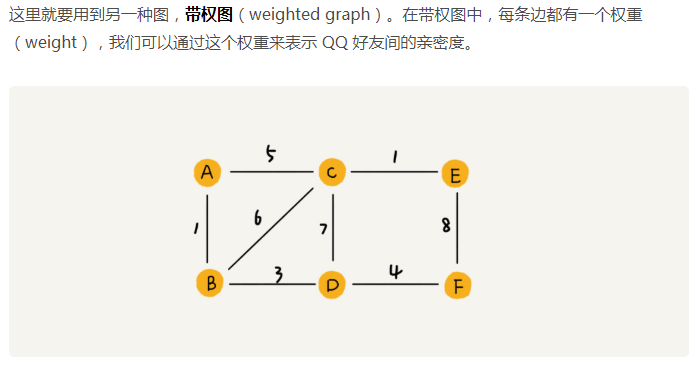 这里就要用到另一种图，带权图（weighted graph）。在带权图中，每条边都有一个权重
（weight），我们可以通过这个权重来表示 QQ 好友间的亲密度。
5 1
A C E
1 6 7 8
3 4
B D F